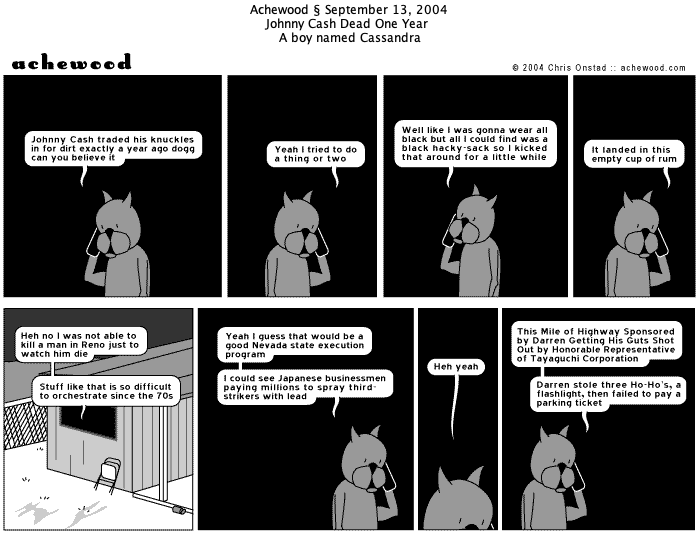 Achewood § September 13, 2004
Johnny Cash Dead One Year
A boy named Cassandra
achewood
© 2004 Chris Onstad :: achewood.com
Johnny Cash traded his knuckles
in for dirt exactly a year ago dogg
can you believe it
Yeah I tried to do
a thing or two
Well like I was gonna wear all
black but all I could find was a
black hacky-sack so I kicked
that around for a little while
It landed in this
empty cup of rum
Heh no I was not able to
kill a man in Reno just to
watch him die
Stuff like that is so difficult
to orchestrate since the 70s
Yeah I guess that would be a
good Nevada state execution
program
I could see Japanese businessmen
paying millions to spray third-
strikers with lead
Heh yeah
This Mile of Highway Sponsored
by Darren Getting His Guts Shot
Out by Honorable Representative
of Tayaguchi Corporation
Darren stole three Ho-Ho's, a
flashlight, then failed to pay a
parking ticket